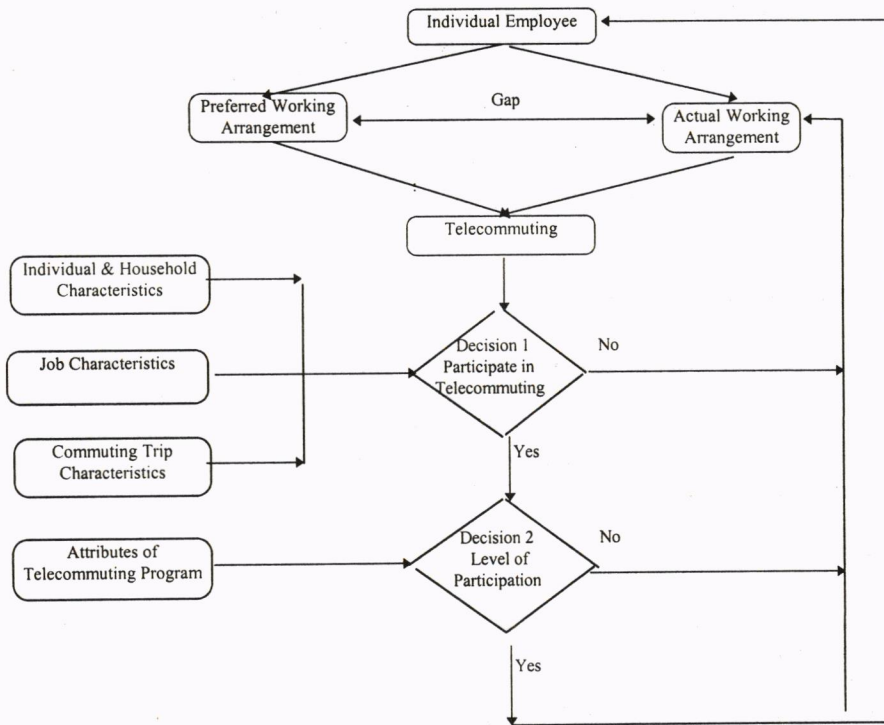 Individual Employee
Preferred Working
Arrangement
Gap
Actual Working
Arrangement
Telecommuting
Individual & Household
Characteristics
Job Characteristics
Decision 1
Participate in
Telecommuting
No
Commuting Trip
Characteristics
Yes
Attributes of
Telecommuting Program
Decision 2
Level of
Participation
No
Yes